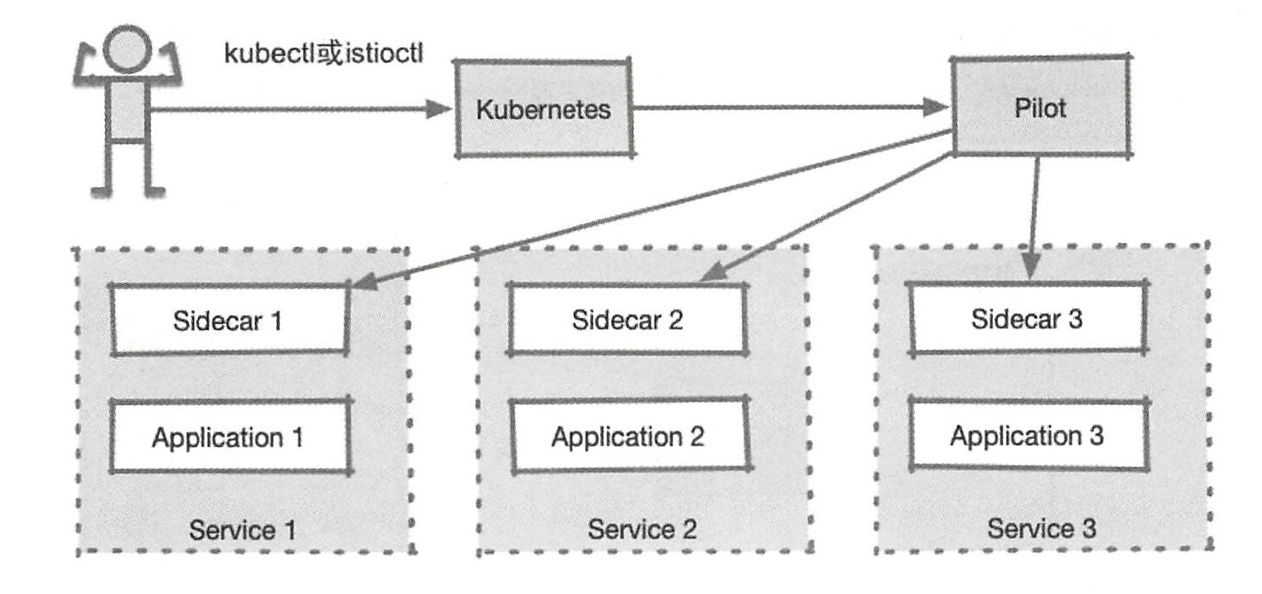 kubectl或istioctl
Kubernetes
Pilot
Sidecar 1
Sidecar 2
Sidecar 3
Application 1
Application 2
Application 3
Service 1
Service 2
Service 3